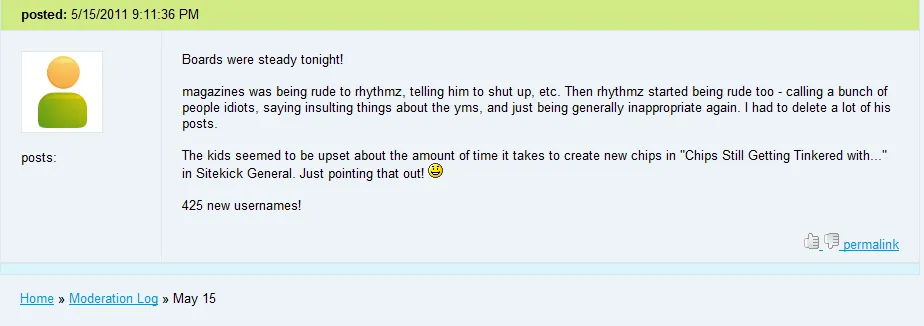 posted: 5/15/2011 9:11:36 PM
Boards were steady tonight!
magazines was being rude to rhythmz, telling him to shut up, etc. Then rhythmz started being rude too - calling a bunch of
people idiots, saying insulting things about the yms, and just being generally inappropriate again. I had to delete a lot of his
posts.
posts:
The kids seemed to be upset about the amount of time it takes to create new chips in "Chips Still Getting Tinkered with..."
in Sitekick General. Just pointing that out!
425 new usernames!
permalink
Home » Moderation Log » May 15